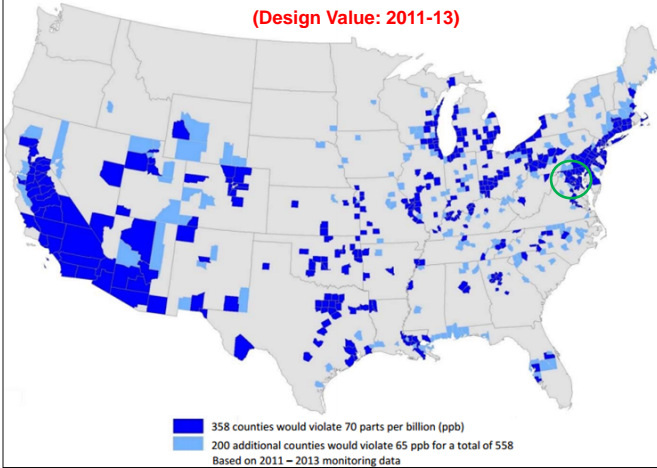 (Design Value: 2011-13)
358 counties would violate 70 parts per billion (ppb)
200 additional counties would violate 65 ppb for a total of 558
Based on 2011 – 2013 monitoring data